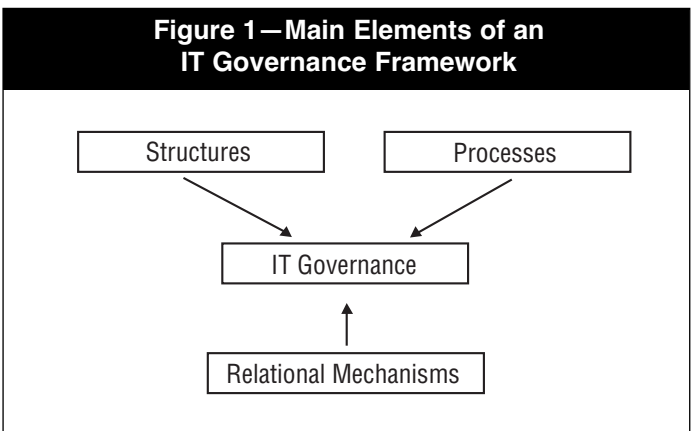 Figure 1—Main Elements of an
IT Governance Framework
Structures
Processes
IT Governance
Relational Mechanisms